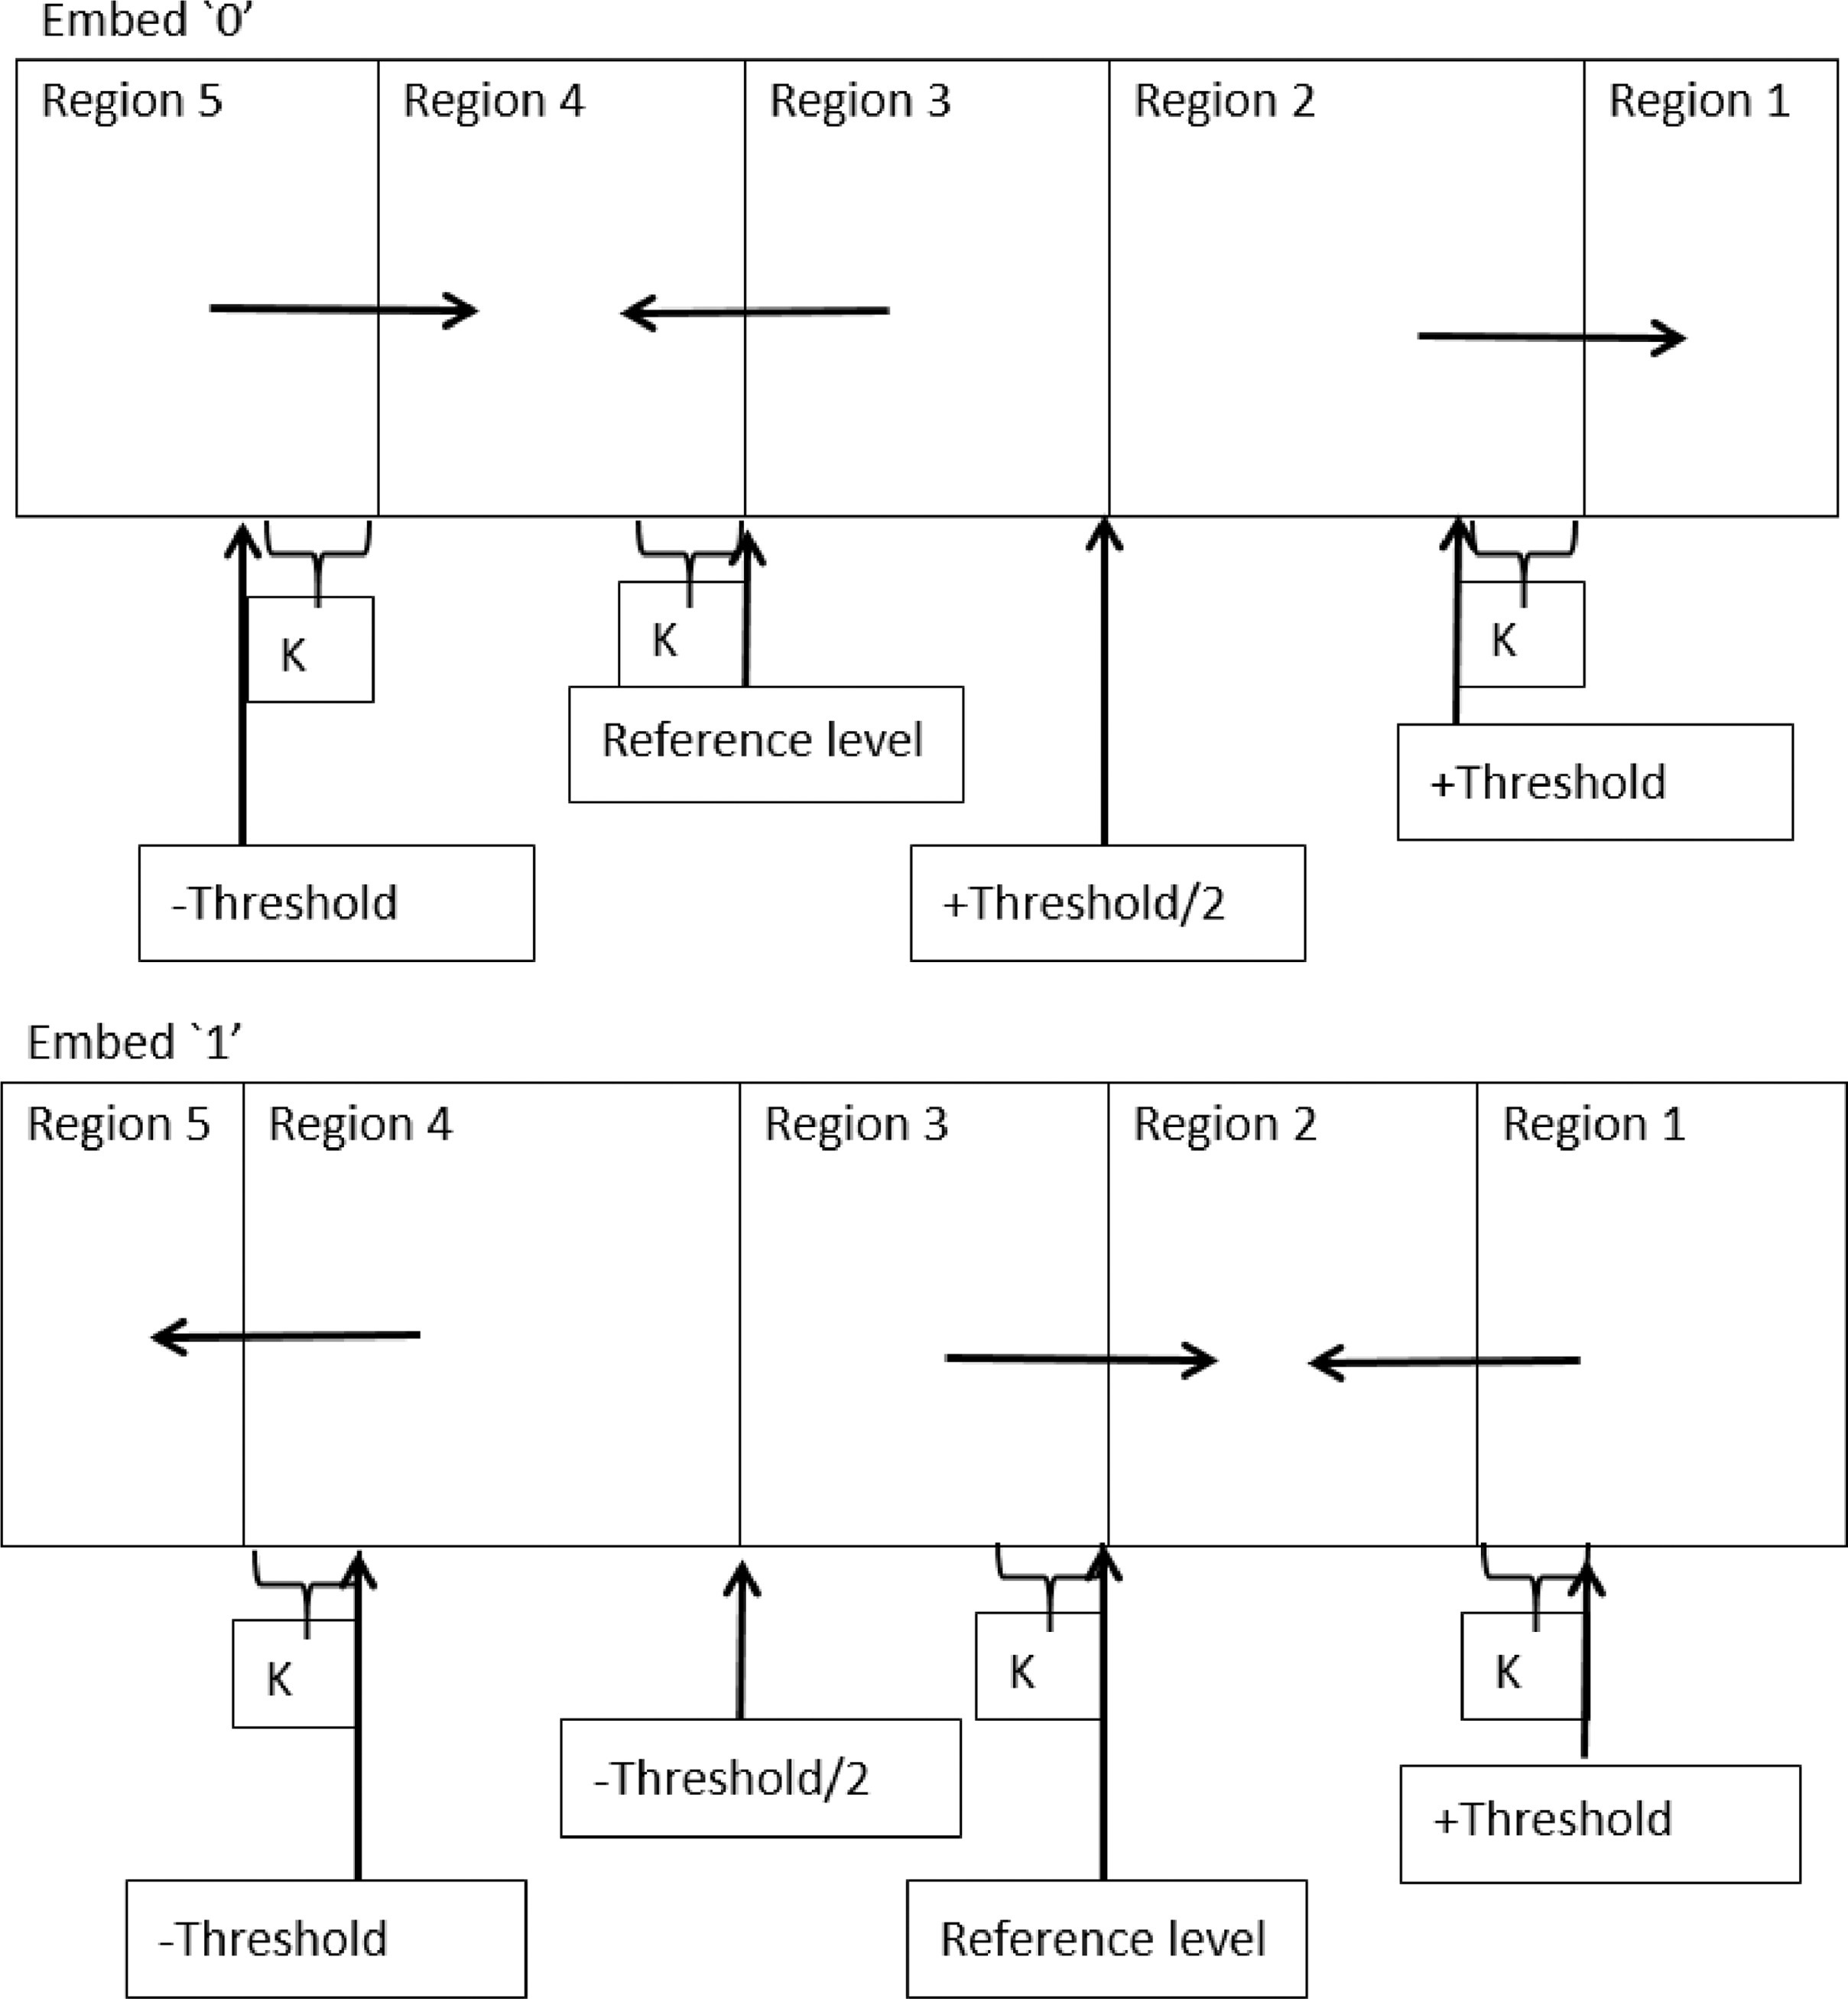 Embed `0’
Region 5
Region 4
Region 3
Region 2
Region 1
K
K
K
Reference level
+Threshold
-Threshold
+Threshold/2
Embed `1’
Region 5
Region 4
Region 3
Region 2
Region 1
K
K
K
-Threshold/2
+Threshold
-Threshold
Reference level